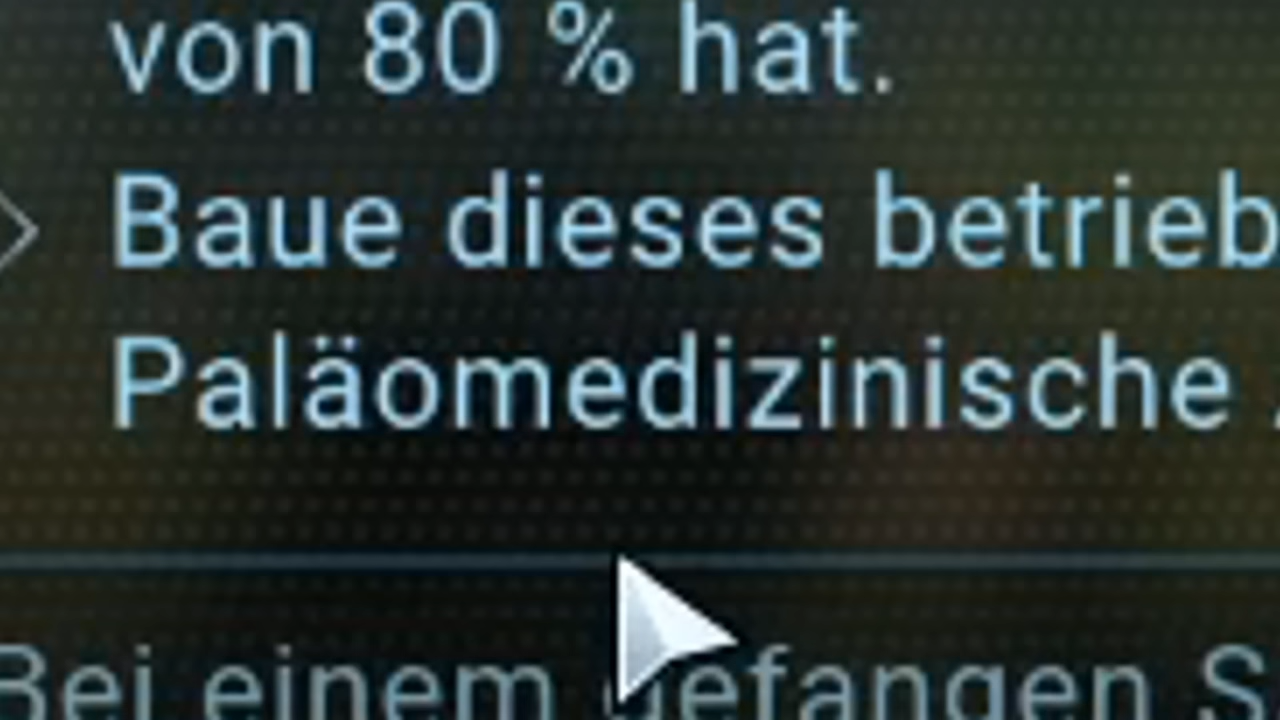 von 80 % hat.
Baue dieses betrieb
Paläomedizinische
Bei einem gefangen S